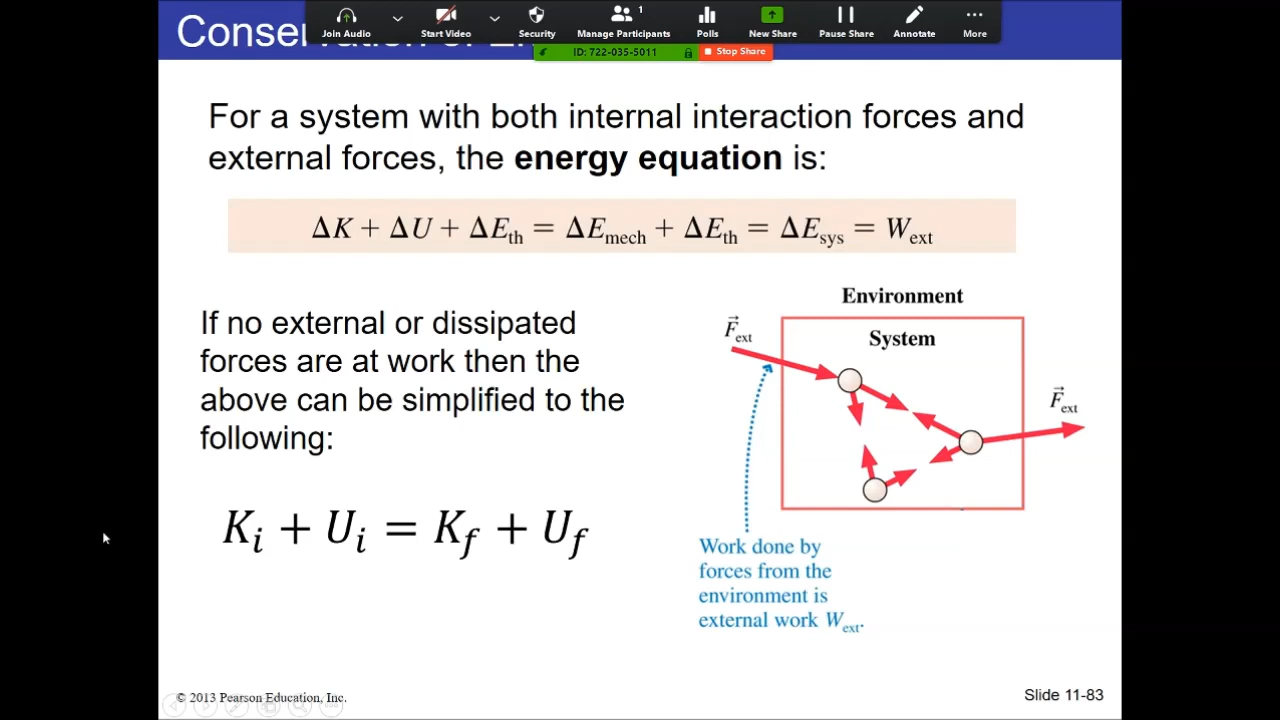 Join Audio
Start Video
Security
1
Manage Participants
Polls
New Share
Pause Share
Annotate
More
ID: 722-035-5011
Stop Share
For a system with both internal interaction forces and
external forces, the energy equation is:
ΔK + ΔU + ΔE_th = ΔE_mech + ΔE_th = ΔE_sys = W_ext
If no external or dissipated
forces are at work then the
above can be simplified to the
following:
K_i + U_i = K_f + U_f
Environment
System
F⃗_ext
F⃗_ext
Work done by
forces from the
environment is
external work W_ext.
© 2013 Pearson Education, Inc.
Slide 11-83